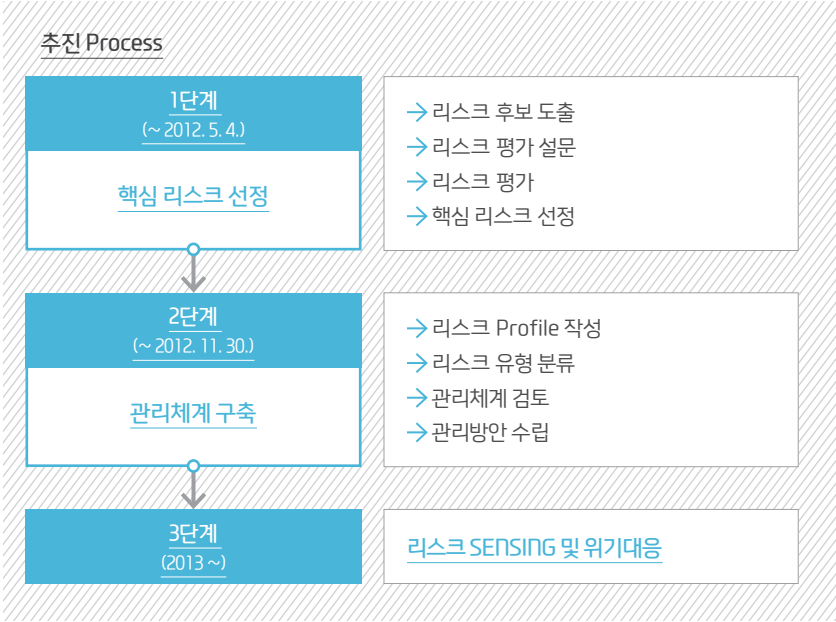 추진 Process
1단계
(~ 2012. 5. 4.)
핵심 리스크 선정
→ 리스크 후보 도출
→ 리스크 평가 설문
→ 리스크 평가
→ 핵심 리스크 선정
2단계
(~ 2012. 11. 30.)
관리체계 구축
→ 리스크 Profile 작성
→ 리스크 유형 분류
→ 관리체계 검토
→ 관리방안 수립
3단계
(2013 ~)
리스크 SENSING 및 위기대응